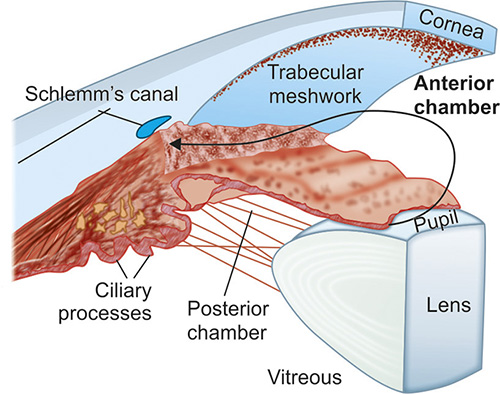 Cornea
Trabecular
meshwork
Anterior
chamber
Schlemm's canal
Pupil
Ciliary
processes
Posterior
chamber
Lens
Vitreous